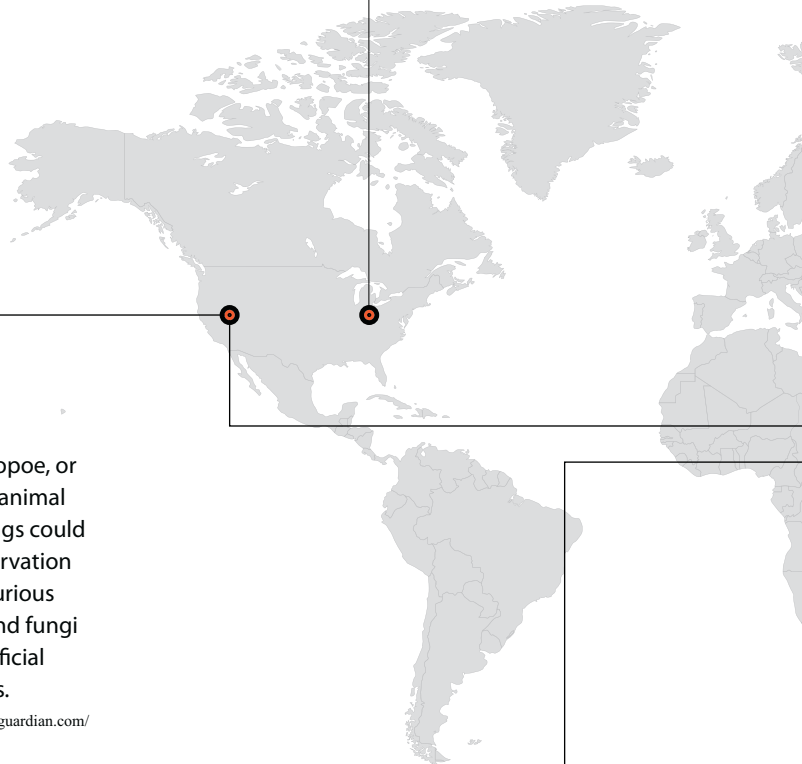 opoe, or
animal
gs could
rvation
urious
nd fungi
ficial
s.
guardian.com/